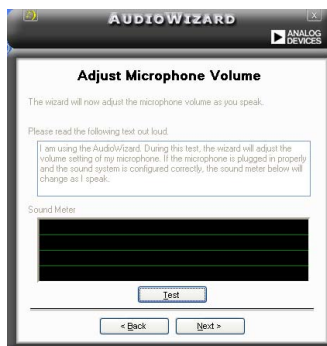 AUDIOWIZARD
X
ANALOG
DEVICES
Adjust Microphone Volume
The wizard will now adjust the microphone volume as you speak.
Please read the following text out loud.
I am using the AudioWizard. During this test, the wizard will adjust the
volume setting of my microphone. If the microphone is plugged in properly
and the sound system is configured correctly, the sound meter below will
change as I speak.
Sound Meter
Test
< Back
Next >